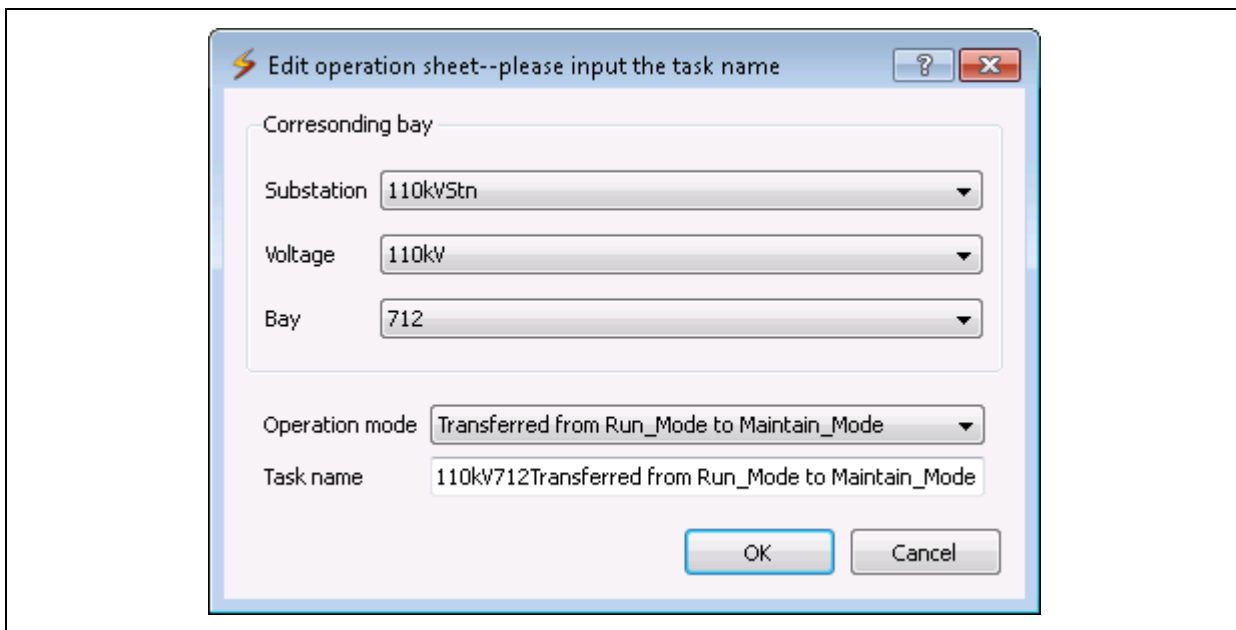 Edit operation sheet--please input the task name
Corresonding bay
Substation 110kVStn
Voltage 110kV
Bay 712
Operation mode Transferred from Run_Mode to Maintain_Mode
Task name 110kV712Transferred from Run_Mode to Maintain_Mode
OK Cancel